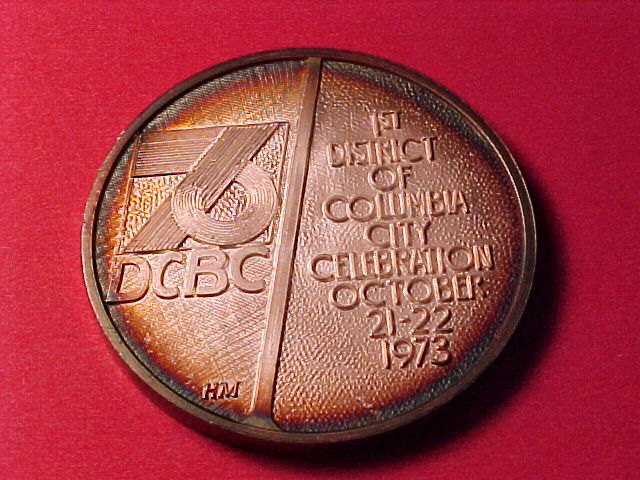 76
DCBC
HM
1ST
DISTRICT
OF
COLUMBIA
CITY
CELEBRATION
OCTOBER
21-22
1973